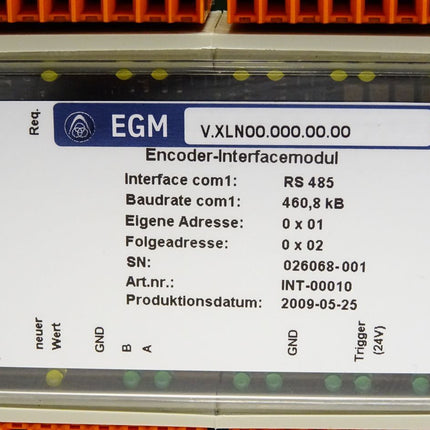 Req.
EGM
V.XLN00.000.00.00
Encoder-Interfacemodul
Interface com1: RS 485
Baudrate com1: 460,8 kB
Eigene Adresse: 0 x 01
Folgeadresse: 0 x 02
SN: 026068-001
Art.nr.: INT-00010
Produktionsdatum: 2009-05-25
neuer
Wert
GND
B
A
GND
Trigger
(24V)